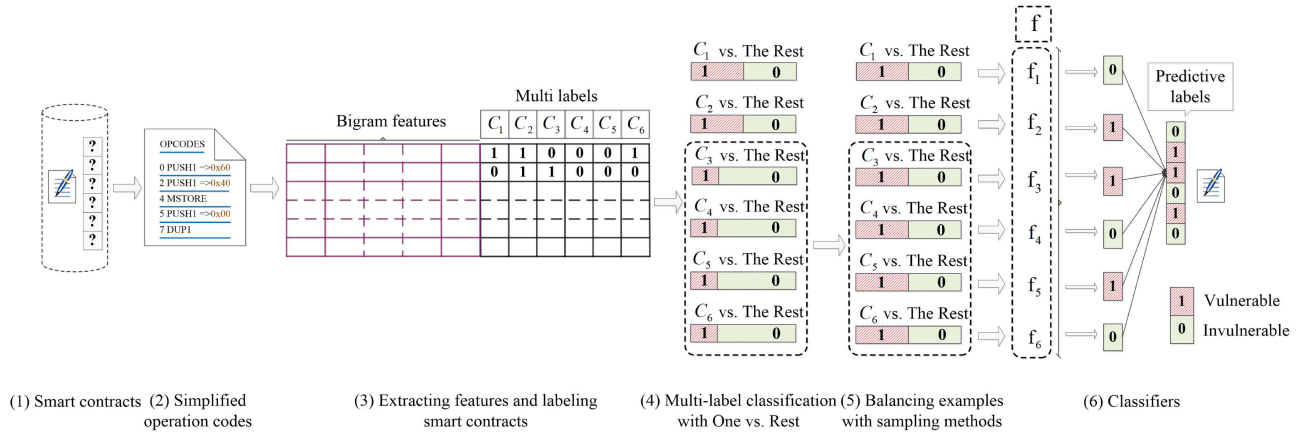 ?
?
?
?
?
?
OPCODES
0 PUSH1 =>0x60
2 PUSH1 =>0x40
4 MSTORE
5 PUSH1 =>0x00
7 DUP1
Bigram features
Multi labels
C1 C2 C3 C4 C5 C6
1 1 0 0 0 1
0 1 1 0 0 0
C1 vs. The Rest
1 0
C2 vs. The Rest
1 0
C3 vs. The Rest
1 0
C4 vs. The Rest
1 0
C5 vs. The Rest
1 0
C6 vs. The Rest
1 0
C1 vs. The Rest
1 0
C2 vs. The Rest
1 0
C3 vs. The Rest
1 0
C4 vs. The Rest
1 0
C5 vs. The Rest
1 0
C6 vs. The Rest
1 0
f
f1
f2
f3
f4
f5
f6
0
1
1
0
1
0
Predictive
labels
0
1
1
0
1
0
1 Vulnerable
0 Invulnerable
(1) Smart contracts
(2) Simplified
operation codes
(3) Extracting features and labeling
smart contracts
(4) Multi-label classification
with One vs. Rest
(5) Balancing examples
with sampling methods
(6) Classifiers